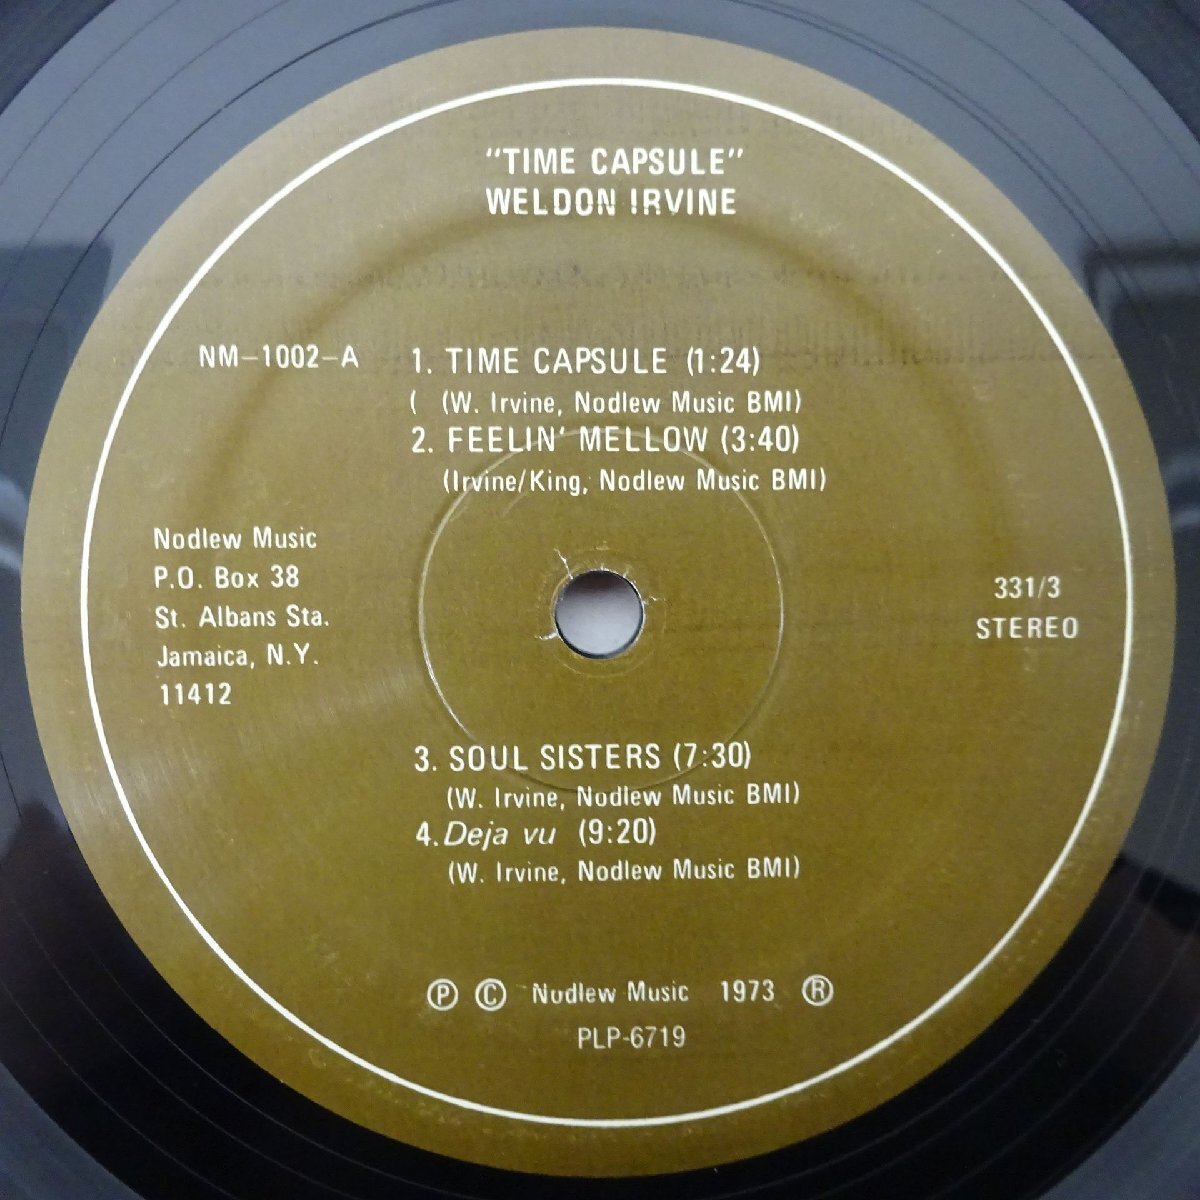 "TIME CAPSULE"
WELDON IRVINE
NM-1002-A
1. TIME CAPSULE (1:24)
( (W. Irvine, Nodlew Music BMI)
2. FEELIN' MELLOW (3:40)
(Irvine/King, Nodlew Music BMI)
Nodlew Music
P.O. Box 38
St. Albans Sta.
Jamaica, N.Y.
11412
331/3
STEREO
3. SOUL SISTERS (7:30)
(W. Irvine, Nodlew Music BMI)
4. Deja vu (9:20)
(W. Irvine, Nodlew Music BMI)
Ⓟ Ⓒ Nodlew Music 1973 Ⓡ
PLP-6719